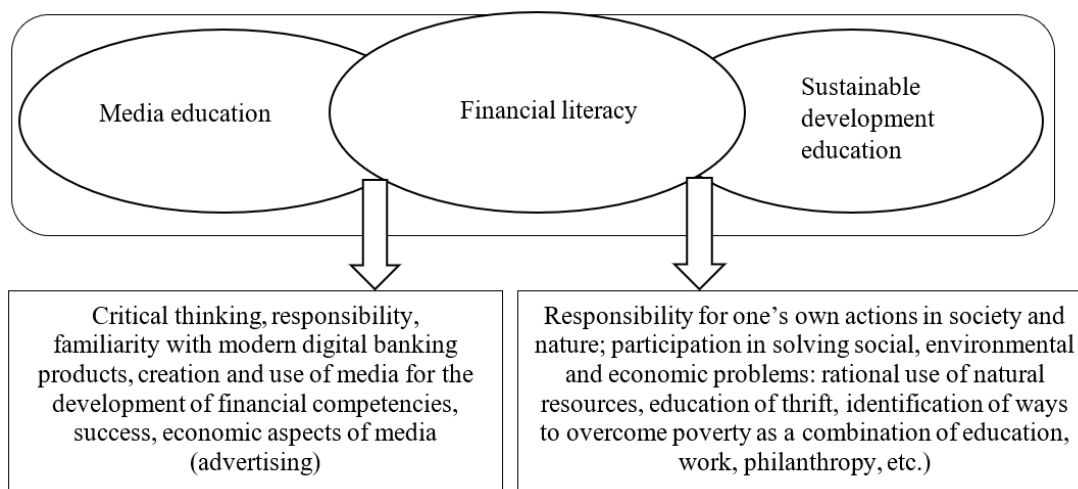 Media education
Financial literacy
Sustainable
development
education
Critical thinking, responsibility,
familiarity with modern digital banking
products, creation and use of media for the
development of financial competencies,
success, economic aspects of media
(advertising)
Responsibility for one’s own actions in society and
nature; participation in solving social, environmental
and economic problems: rational use of natural
resources, education of thrift, identification of ways
to overcome poverty as a combination of education,
work, philanthropy, etc.)